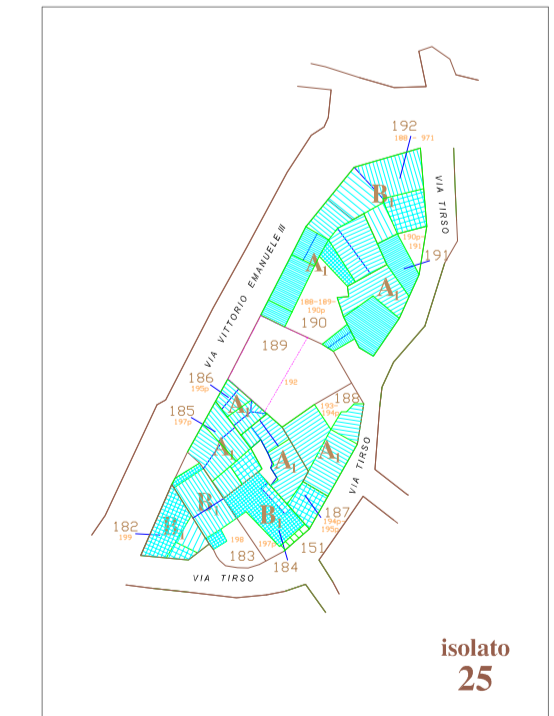 192
188 - 971
B1
VIA TIRSO
190p
191
191
A1
A1
VIA VITTORIO EMANUELE III
188-189-
190p
190
189
192
186
195p
A1
188
193-
194p
185
197p
A1
A1
A1
VIA TIRSO
B1
187
194p
195p
182
199
B1
B1
198
197p
151
183
184
VIA TIRSO
isolato
25